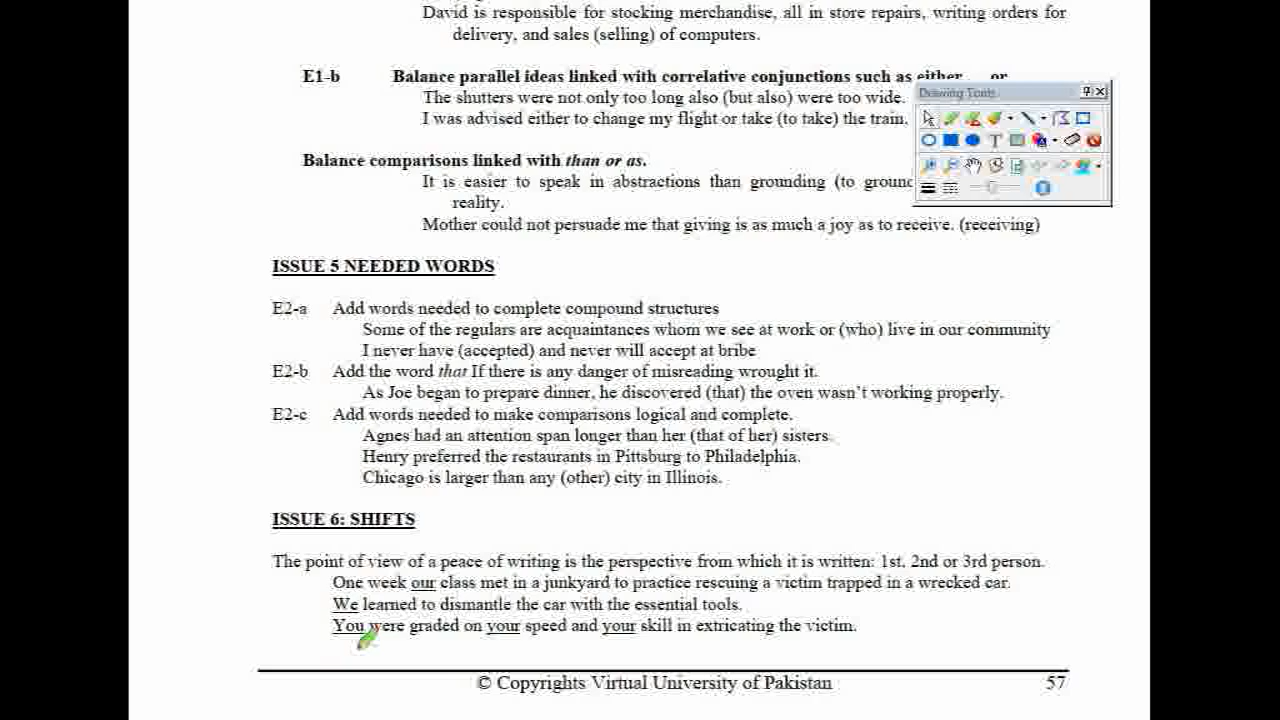 David is responsible for stocking merchandise, all in store repairs, writing orders for
delivery, and sales (selling) of computers.
E1-b Balance parallel ideas linked with correlative conjunctions such as either or
The shutters were not only too long also (but also) were too wide.
I was advised either to change my flight or take (to take) the train.
Drawing Tools
Balance comparisons linked with than or as.
It is easier to speak in abstractions than grounding (to ground
reality.
Mother could not persuade me that giving is as much a joy as to receive. (receiving)
ISSUE 5 NEEDED WORDS
E2-a Add words needed to complete compound structures
Some of the regulars are acquaintances whom we see at work or (who) live in our community
I never have (accepted) and never will accept at bribe
E2-b Add the word that If there is any danger of misreading wrought it.
As Joe began to prepare dinner, he discovered (that) the oven wasn't working properly.
E2-c Add words needed to make comparisons logical and complete.
Agnes had an attention span longer than her (that of her) sisters.
Henry preferred the restaurants in Pittsburg to Philadelphia.
Chicago is larger than any (other) city in Illinois.
ISSUE 6: SHIFTS
The point of view of a peace of writing is the perspective from which it is written: 1st, 2nd or 3rd person.
One week our class met in a junkyard to practice rescuing a victim trapped in a wrecked car.
We learned to dismantle the car with the essential tools.
You were graded on your speed and your skill in extricating the victim.
© Copyrights Virtual University of Pakistan 57